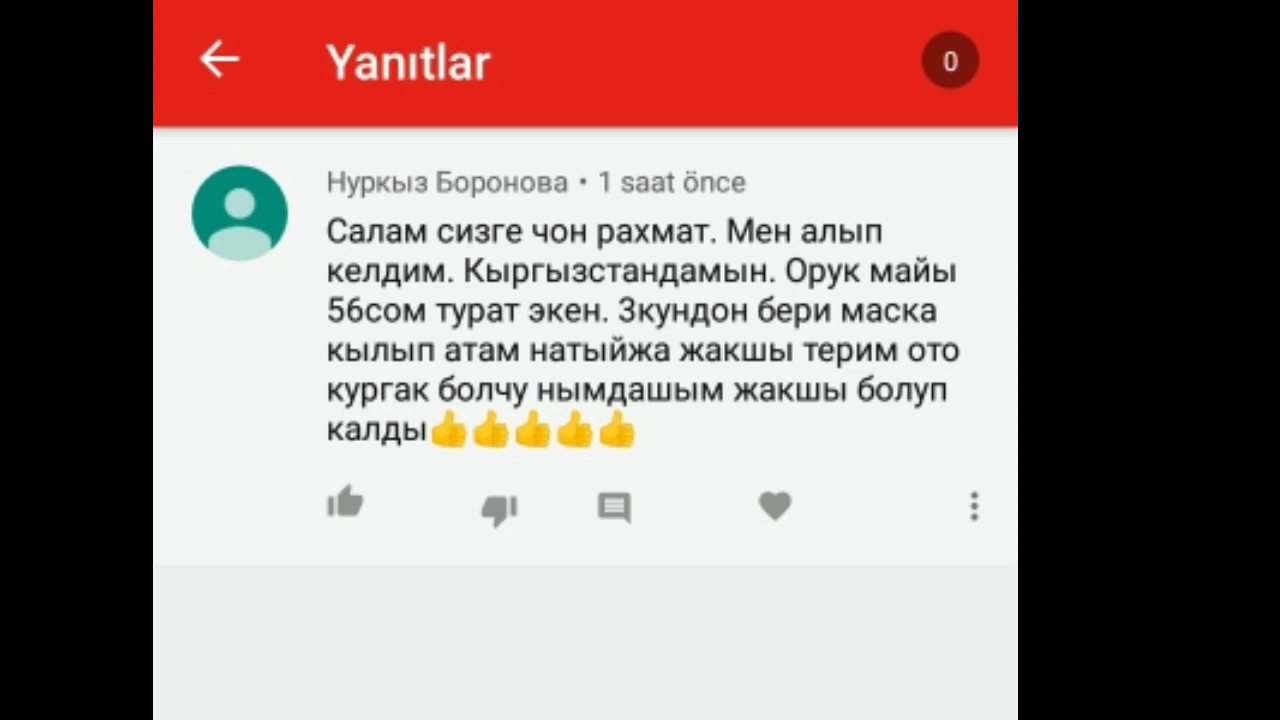 Yanıtlar
0
Нуркыз Боронова • 1 saat önce
Салам сизге чон рахмат. Мен алып
келдим. Кыргызстандамын. Орук майы
56сом турат экен. 3кундон бери маска
кылып атам натыйжа жакшы терим ото
кургак болчу нымдашым жакшы болуп
калды👍👍👍👍👍